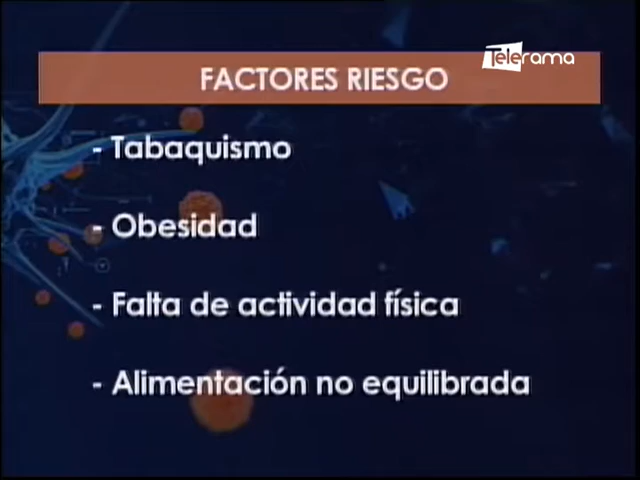 Telerama
FACTORES RIESGO
- Tabaquismo
- Obesidad
- Falta de actividad física
- Alimentación no equilibrada